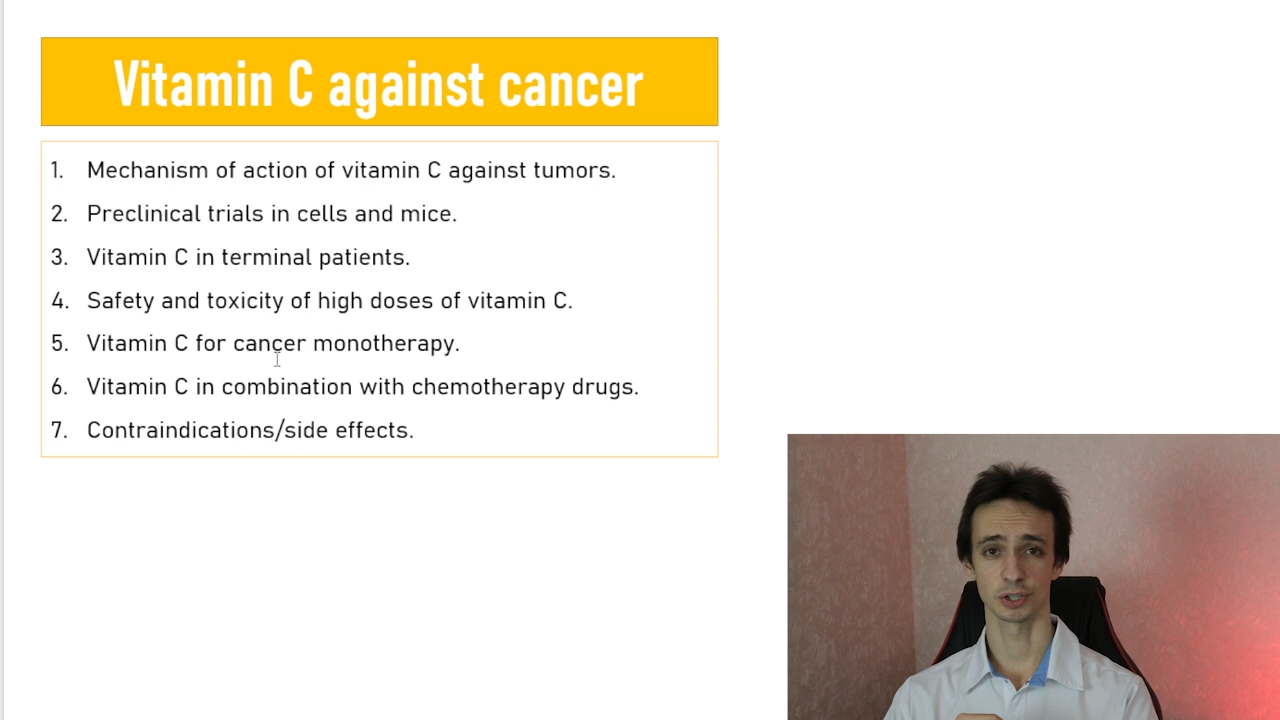 Vitamin C against cancer
1. Mechanism of action of vitamin C against tumors.
2. Preclinical trials in cells and mice.
3. Vitamin C in terminal patients.
4. Safety and toxicity of high doses of vitamin C.
5. Vitamin C for cancer monotherapy.
6. Vitamin C in combination with chemotherapy drugs.
7. Contraindications/side effects.